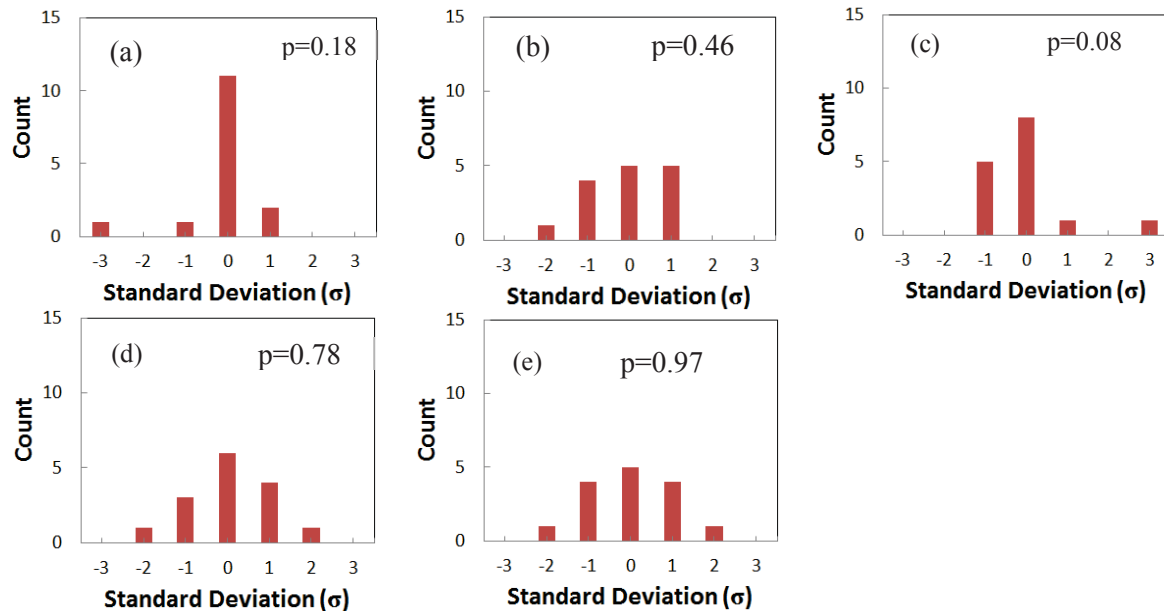 (a)
p=0.18
Count
15
10
5
0
-3 -2 -1 0 1 2 3
Standard Deviation (σ)
(b)
p=0.46
Count
15
10
5
0
-3 -2 -1 0 1 2 3
Standard Deviation (σ)
(c)
p=0.08
Count
15
10
5
0
-3 -2 -1 0 1 2 3
Standard Deviation (σ)
(d)
p=0.78
Count
15
10
5
0
-3 -2 -1 0 1 2 3
Standard Deviation (σ)
(e)
p=0.97
Count
15
10
5
0
-3 -2 -1 0 1 2 3
Standard Deviation (σ)